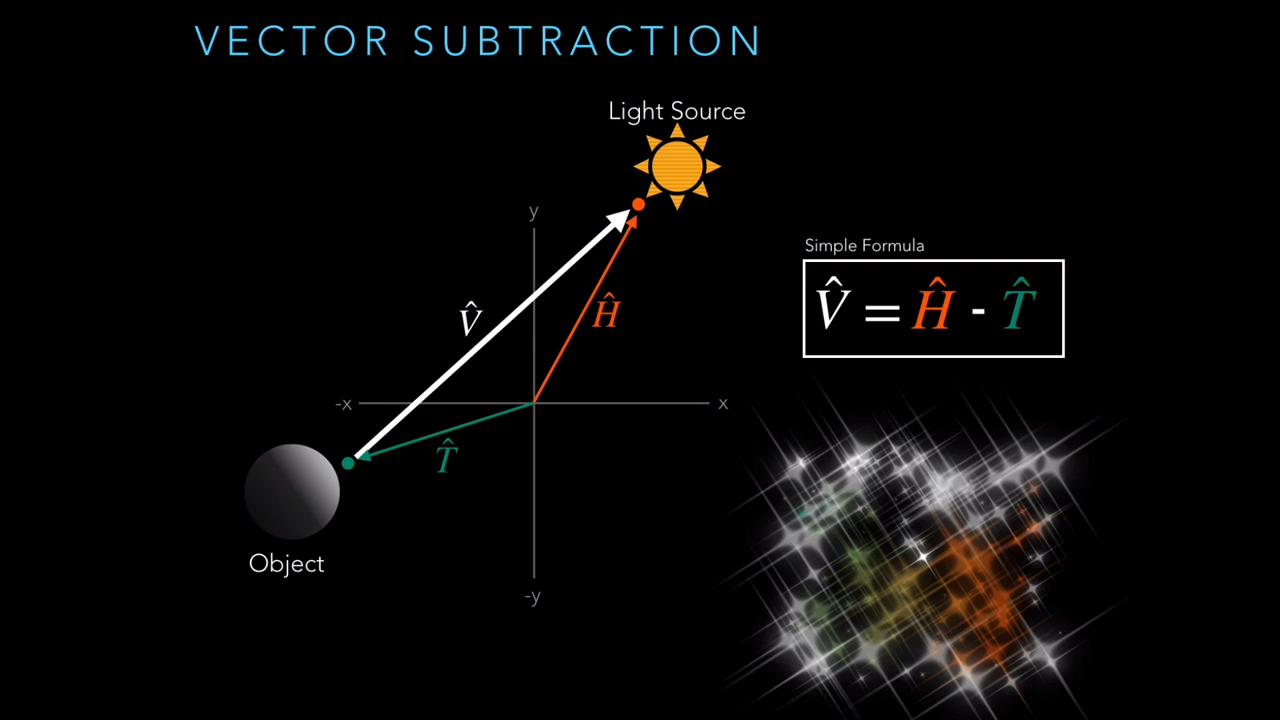 VECTOR SUBTRACTION
Light Source
y
Simple Formula
V̂ = Ĥ - T̂
V̂
Ĥ
-x
x
T̂
Object
-y